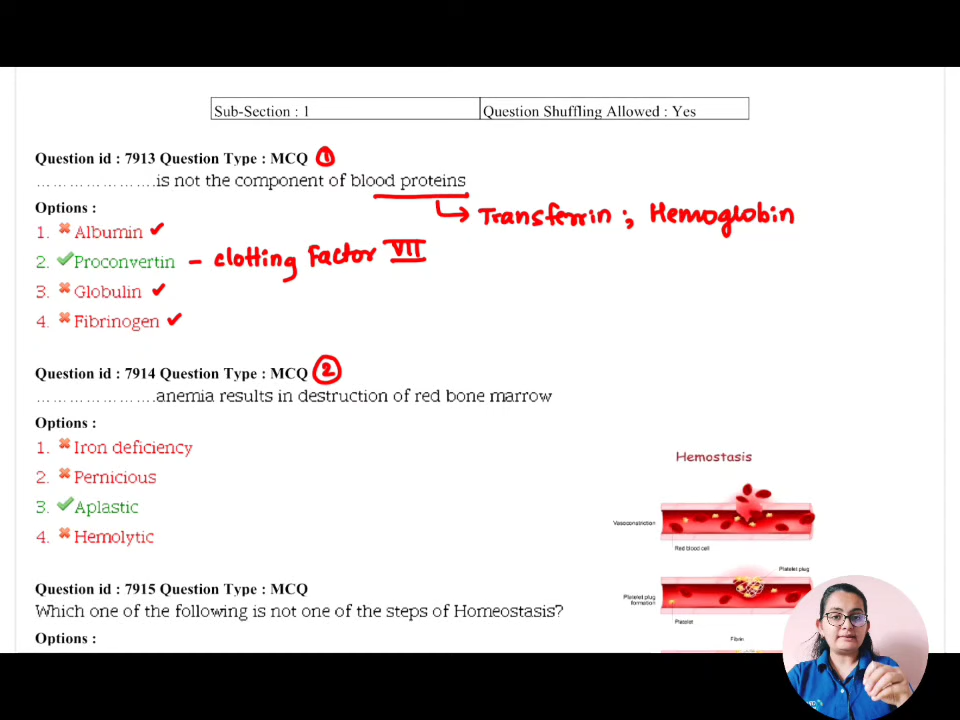 Sub-Section : 1 Question Shuffling Allowed : Yes
Question id : 7913 Question Type : MCQ 1
………………….is not the component of blood proteins
Options :
Transferrin ; Hemoglobin
1. Albumin
2. Proconvertin - clotting Factor VII
3. Globulin
4. Fibrinogen
Question id : 7914 Question Type : MCQ 2
………………….anemia results in destruction of red bone marrow
Options :
1. Iron deficiency
2. Pernicious
3. Aplastic
4. Hemolytic
Hemostasis
Vasoconstriction
Red blood cell
Platelet plug
Platelet plug formation
Platelet
Fibrin
Question id : 7915 Question Type : MCQ
Which one of the following is not one of the steps of Homeostasis?
Options :